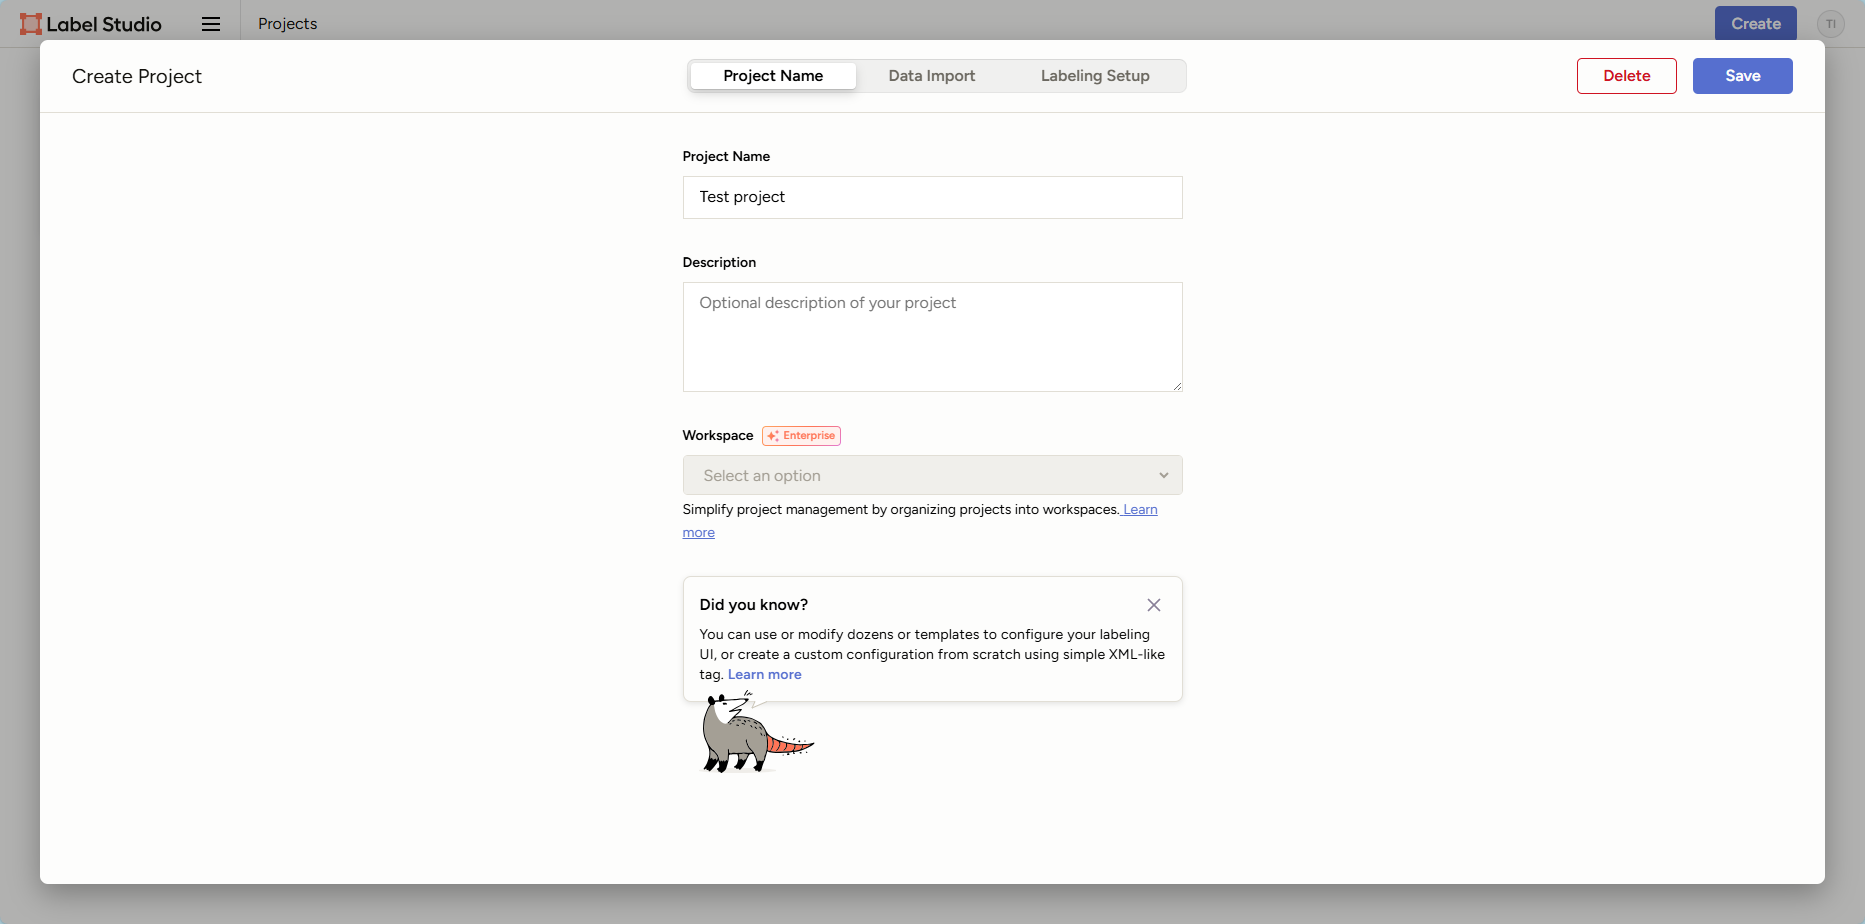 Label Studio
Projects
Create
TI
Create Project
Project Name
Data Import
Labeling Setup
Delete
Save
Project Name
Test project
Description
Optional description of your project
Workspace
Enterprise
Select an option
Simplify project management by organizing projects into workspaces. Learn
more
Did you know?
You can use or modify dozens or templates to configure your labeling
UI, or create a custom configuration from scratch using simple XML-like
tag. Learn more